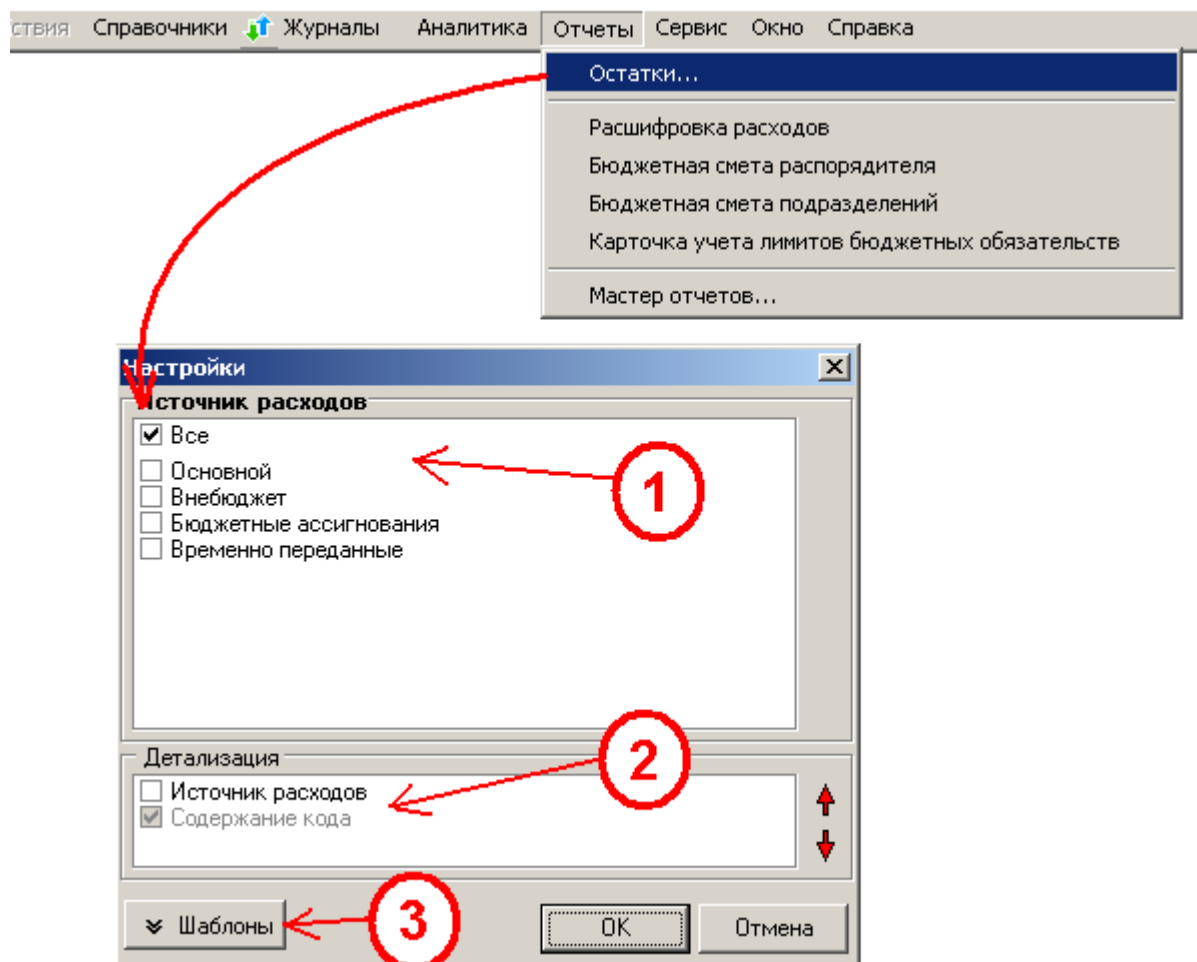 ствия Справочники Журналы Аналитика Отчеты Сервис Окно Справка
Остатки...
Расшифровка расходов
Бюджетная смета распорядителя
Бюджетная смета подразделений
Карточка учета лимитов бюджетных обязательств
Мастер отчетов...
Настройки
Источник расходов
Все
Основной
Внебюджет
Бюджетные ассигнования
Временно переданные
1
Детализация
Источник расходов
Содержание кода
2
Шаблоны
3
OK
Отмена